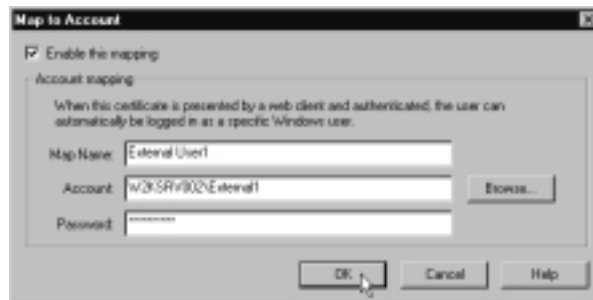 Map to Account
Enable this mapping
Account mapping
When this certificate is presented by a web client and authenticated, the user can
automatically be logged in as a specific Windows user.
Map Name: External User1
Account: W2KSRV002\External1
Browse...
Password: **********
OK
Cancel
Help